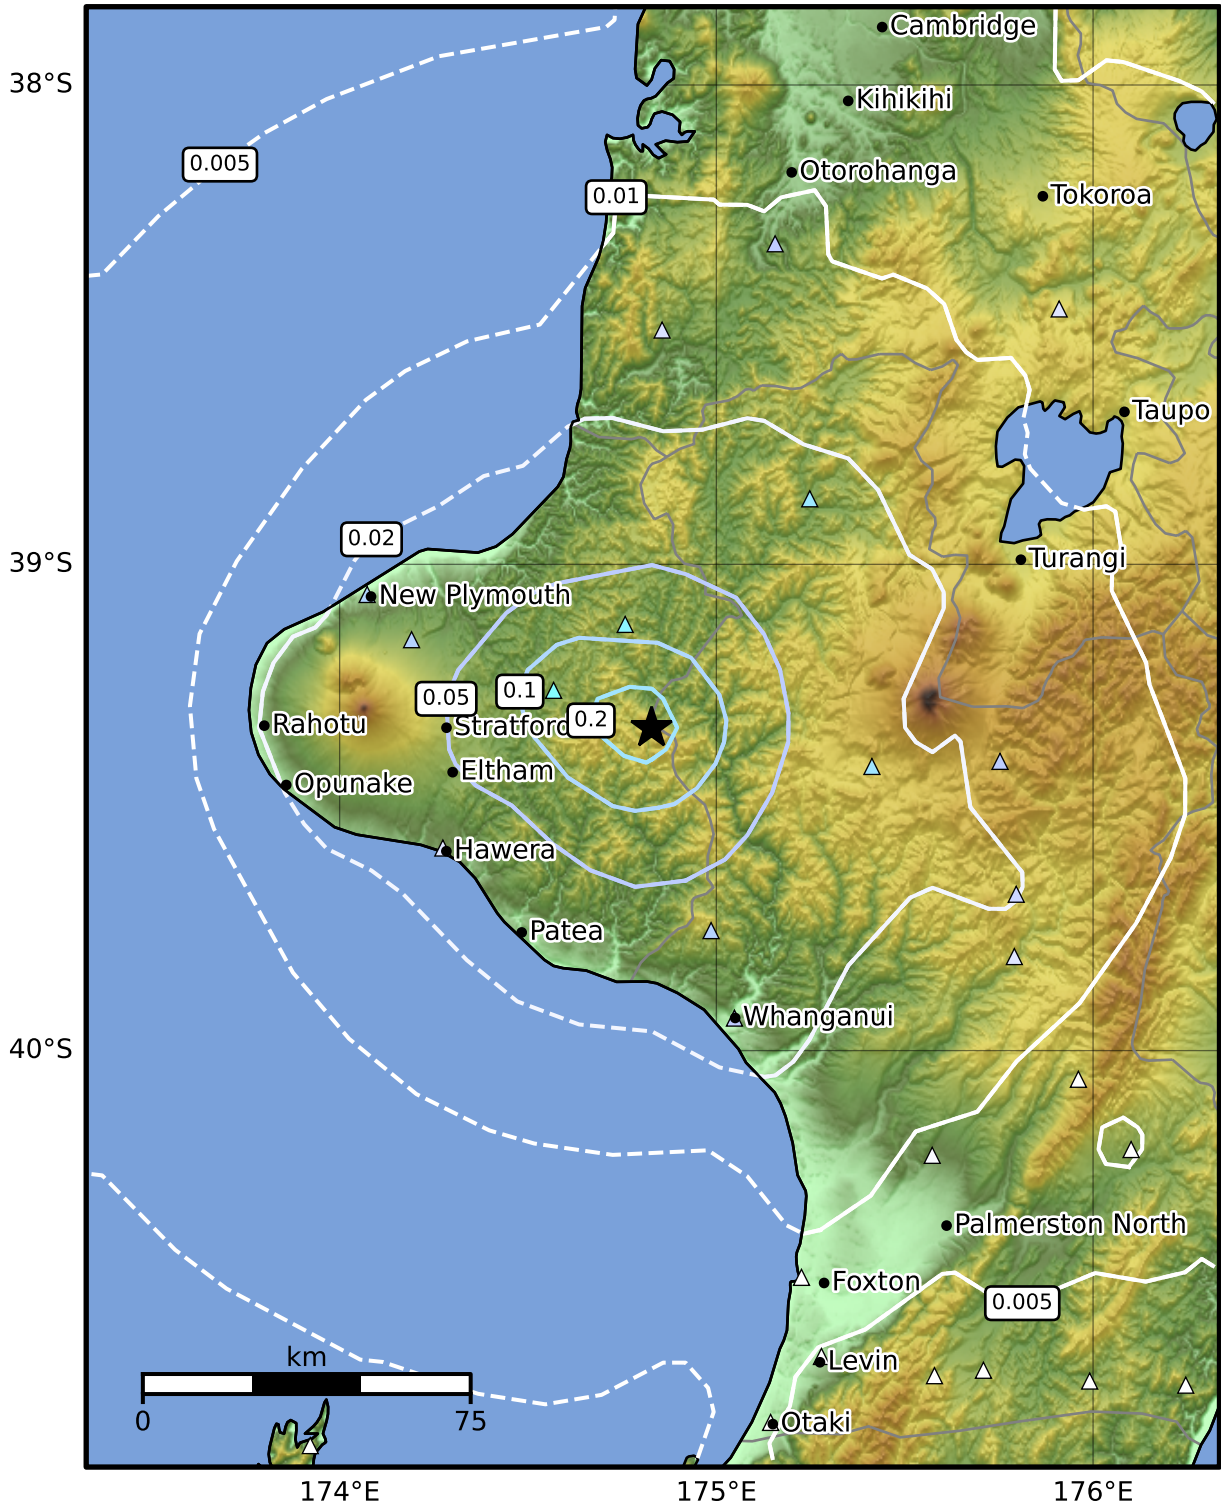 Cambridge
38°S
Kihikihi
0.005
Otorohanga
0.01
Tokoroa
Taupo
0.02
39°S
Turangi
New Plymouth
0.05
0.1
0.2
Rahotu
Stratford
Eltham
Opunake
Hawera
Patea
Whanganui
40°S
Palmerston North
Foxton
0.005
km
Levin
0
75
Otaki
174°E
175°E
176°E